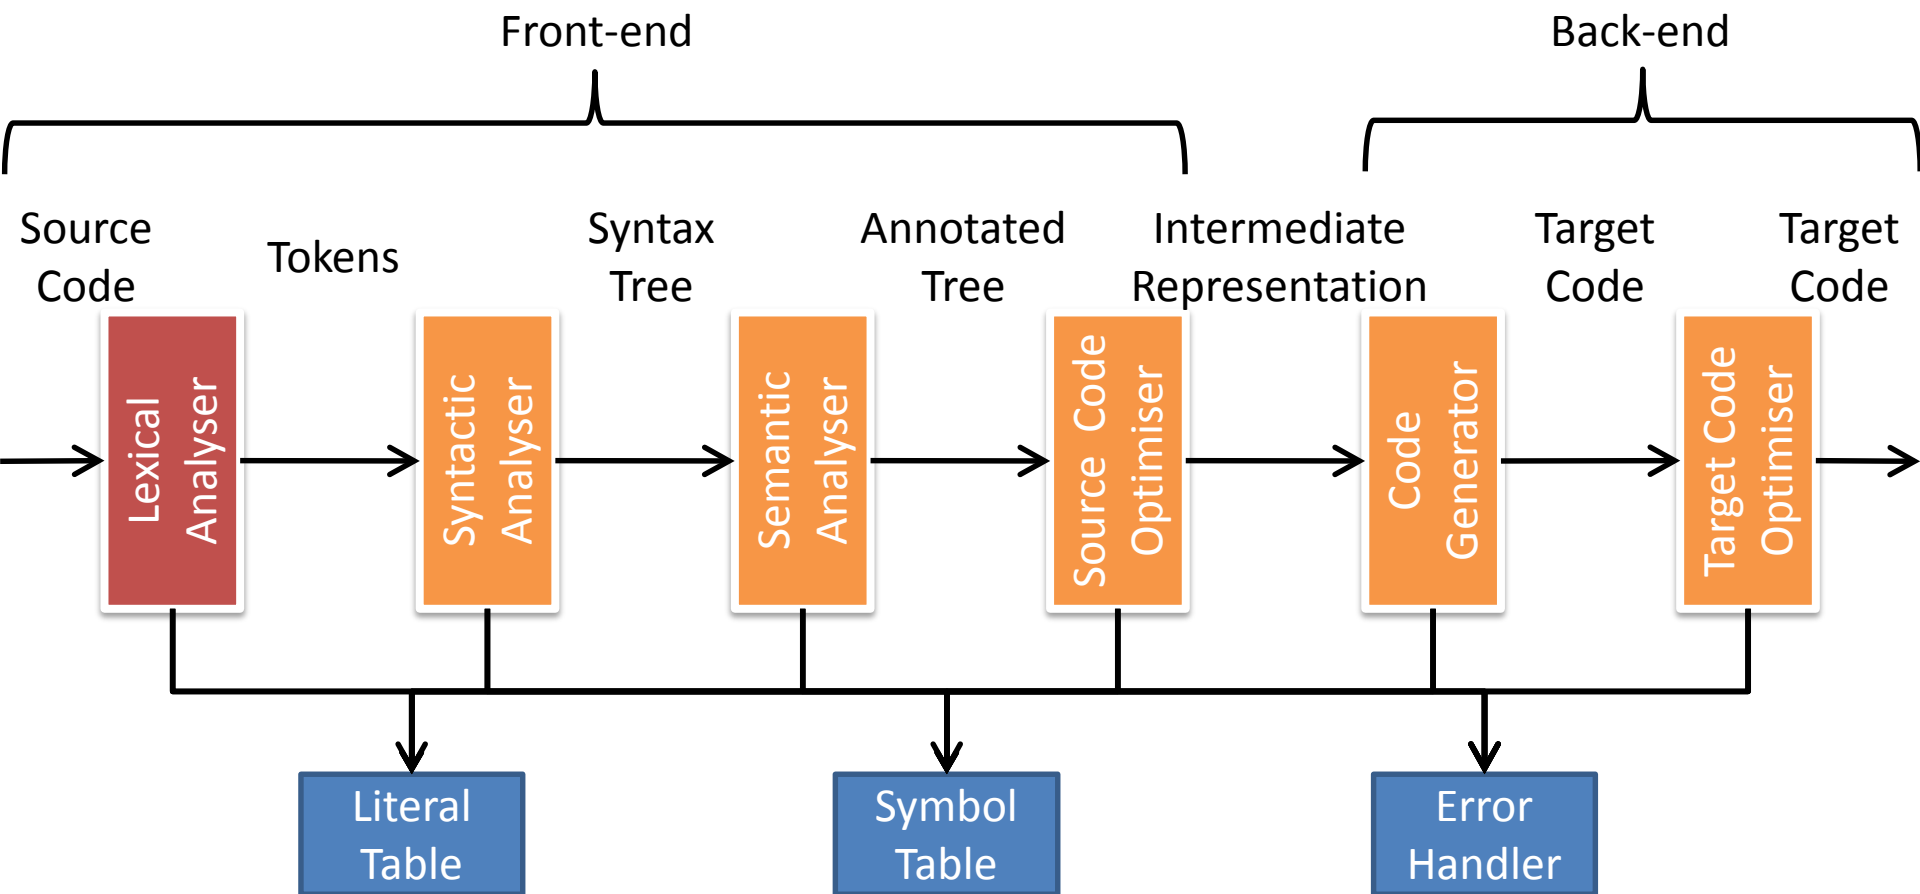 Front-end
Back-end
Source
Code
Tokens
Syntax
Tree
Annotated
Tree
Intermediate
Representation
Target
Code
Target
Code
Lexical
Analyser
Syntactic
Analyser
Semantic
Analyser
Source Code
Optimiser
Code
Generator
Target Code
Optimiser
Literal
Table
Symbol
Table
Error
Handler